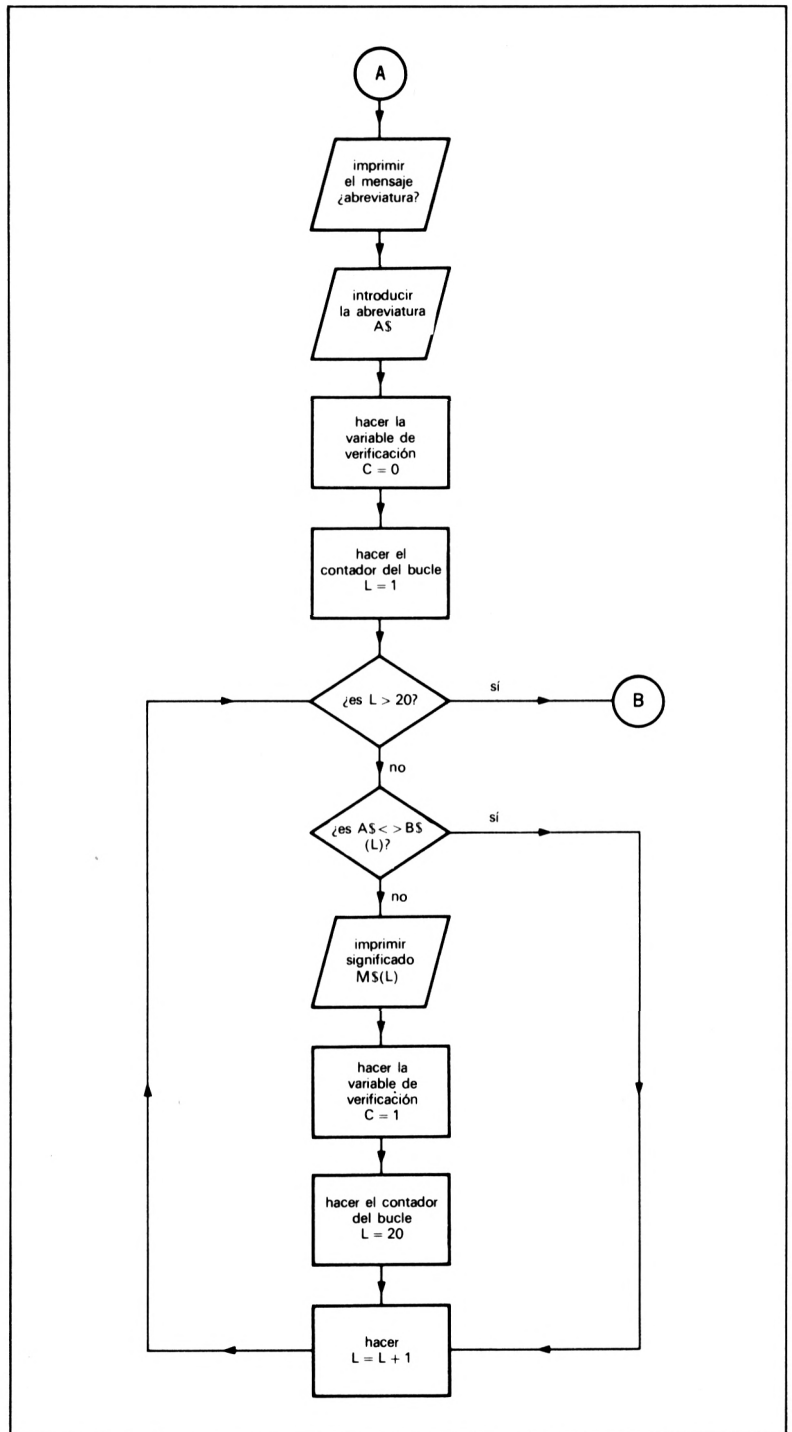 A
imprimir
el mensaje
¿abreviatura?
introducir
la abreviatura
A$
hacer la
variable de
verificación
C = 0
hacer el
contador del bucle
L = 1
¿es L > 20?
sí
B
no
¿es A$< >B$
(L)?
sí
no
imprimir
significado
M$(L)
hacer la
variable de
verificación
C = 1
hacer el contador
del bucle
L = 20
hacer
L = L + 1